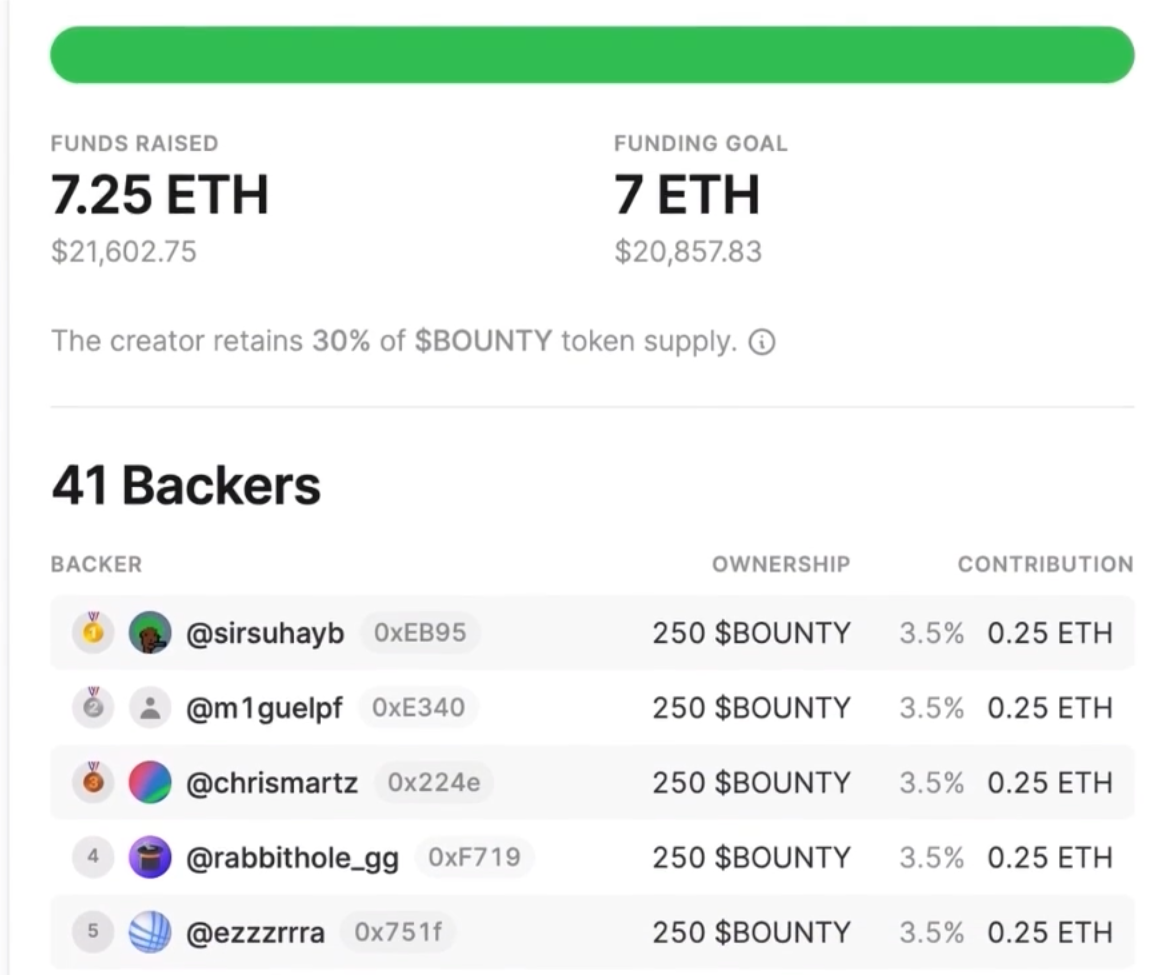 FUNDS RAISED FUNDING GOAL
7.25 ETH 7 ETH
$21,602.75 $20,857.83
The creator retains 30% of $BOUNTY token supply.
41 Backers
BACKER OWNERSHIP CONTRIBUTION
1 @sirsuhayb 0xEB95 250 $BOUNTY 3.5% 0.25 ETH
2 @m1guelpf 0xE340 250 $BOUNTY 3.5% 0.25 ETH
3 @chrismartz 0x224e 250 $BOUNTY 3.5% 0.25 ETH
4 @rabbithole_gg 0xF719 250 $BOUNTY 3.5% 0.25 ETH
5 @ezzzrrra 0x751f 250 $BOUNTY 3.5% 0.25 ETH